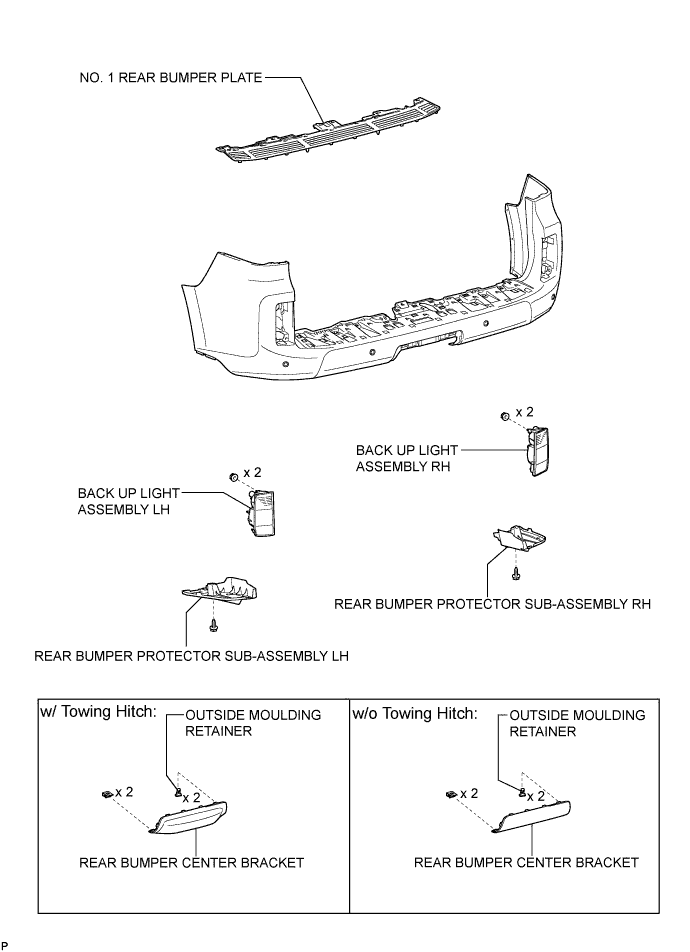 NO. 1 REAR BUMPER PLATE
x 2
BACK UP LIGHT
ASSEMBLY RH
x 2
BACK UP LIGHT
ASSEMBLY LH
REAR BUMPER PROTECTOR SUB-ASSEMBLY RH
REAR BUMPER PROTECTOR SUB-ASSEMBLY LH
w/ Towing Hitch:
OUTSIDE MOULDING
RETAINER
x 2
x 2
REAR BUMPER CENTER BRACKET
w/o Towing Hitch:
OUTSIDE MOULDING
RETAINER
x 2
x 2
REAR BUMPER CENTER BRACKET
P